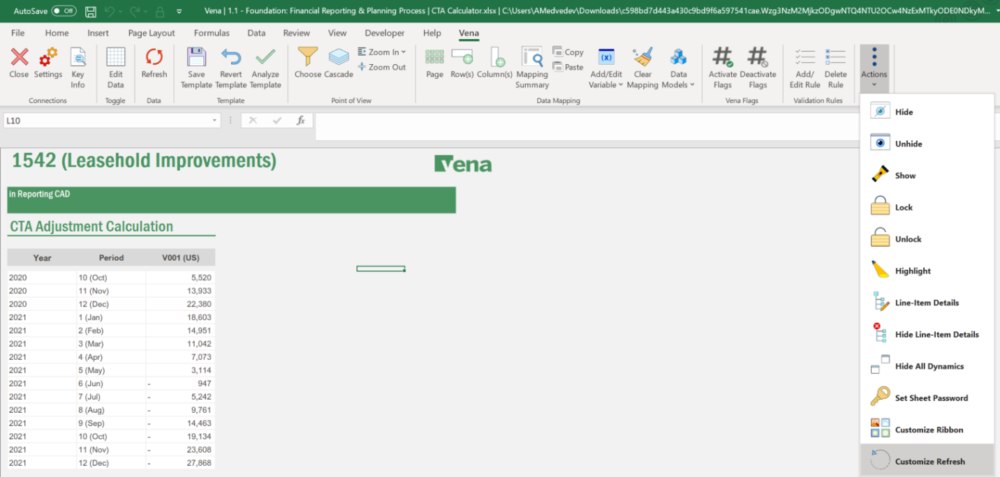 AutoSave Off Vena | 1.1 - Foundation: Financial Reporting & Planning Process | CTA Calculator.xlsx | C:\Users\AMedvedev\Downloads\c598bd7d443a430c9bd9f6a597541cae.Wzg3NzM2MjkzODgwNTQ4NTU2OCw4NzExMTkyODE0NDkyM...
File Home Insert Page Layout Formulas Data Review View Developer Help Vena
Close Settings Key Info Edit Data Refresh Save Template Revert Template Analyze Template Choose Cascade Zoom In Zoom Out Page Row(s) Column(s) Mapping Summary Copy Paste Add/Edit Variable Clear Mapping Data Models Activate Flags Deactivate Flags Add/ Edit Rule Delete Rule Actions
Connections Toggle Data Template Point of View Data Mapping Vena Flags Validation Rules
L10 fx
1542 (Leasehold Improvements) Vena
in Reporting CAD
CTA Adjustment Calculation
Year Period V001 (US)
2020 10 (Oct) 5,520
2020 11 (Nov) 13,933
2020 12 (Dec) 22,380
2021 1 (Jan) 18,603
2021 2 (Feb) 14,951
2021 3 (Mar) 11,042
2021 4 (Apr) 7,073
2021 5 (May) 3,114
2021 6 (Jun) - 947
2021 7 (Jul) - 5,242
2021 8 (Aug) - 9,761
2021 9 (Sep) - 14,463
2021 10 (Oct) - 19,134
2021 11 (Nov) - 23,608
2021 12 (Dec) - 27,868
Hide
Unhide
Show
Lock
Unlock
Highlight
Line-Item Details
Hide Line-Item Details
Hide All Dynamics
Set Sheet Password
Customize Ribbon
Customize Refresh